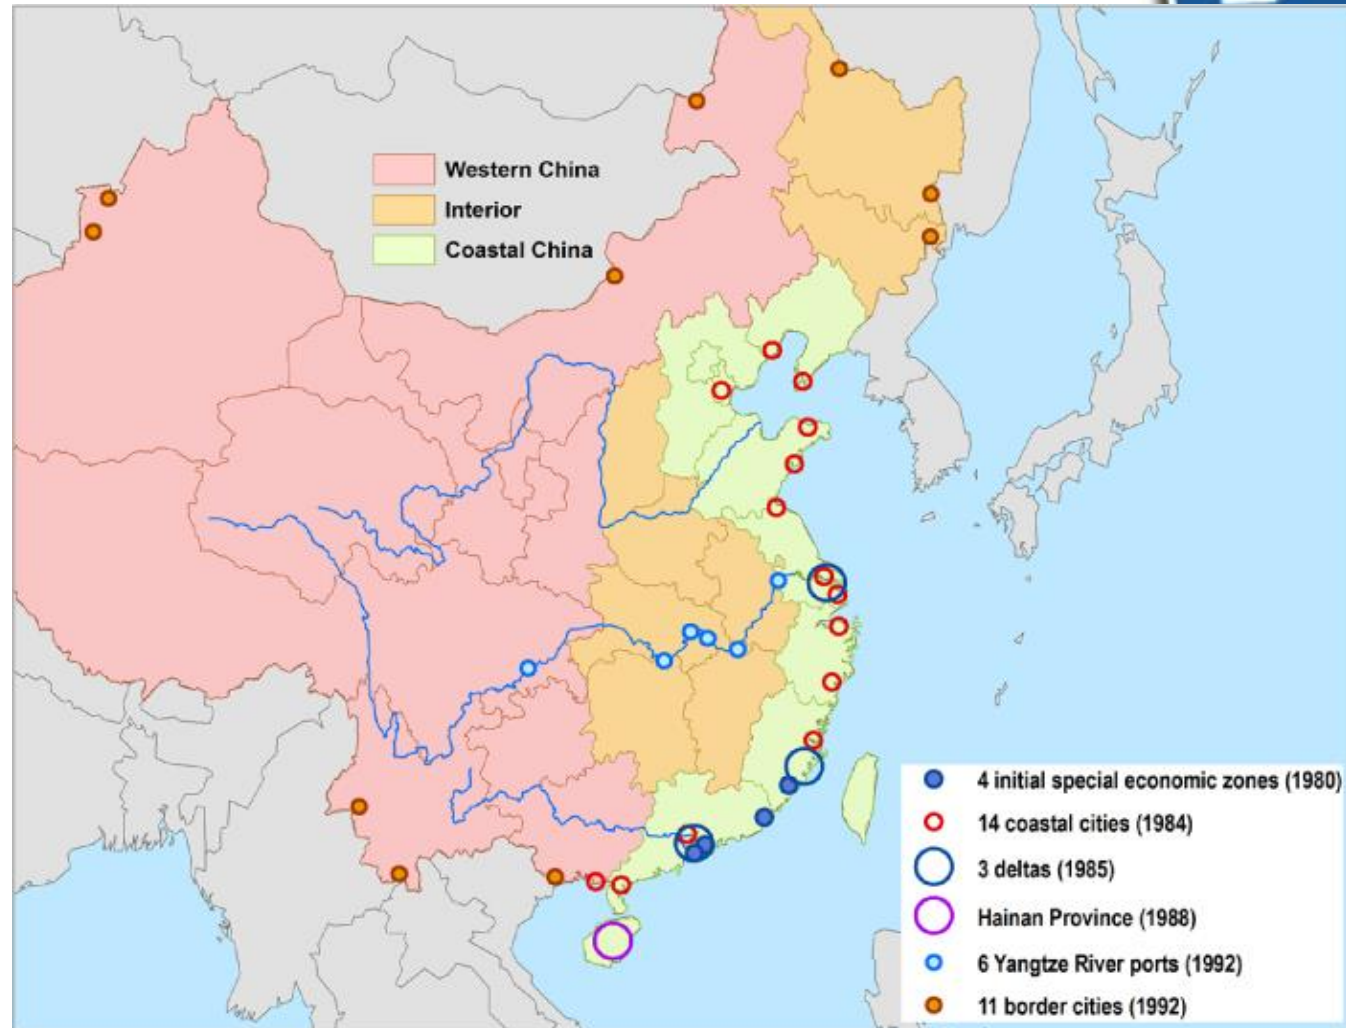 Western China
Interior
Coastal China
4 initial special economic zones (1980)
14 coastal cities (1984)
3 deltas (1985)
Hainan Province (1988)
6 Yangtze River ports (1992)
11 border cities (1992)